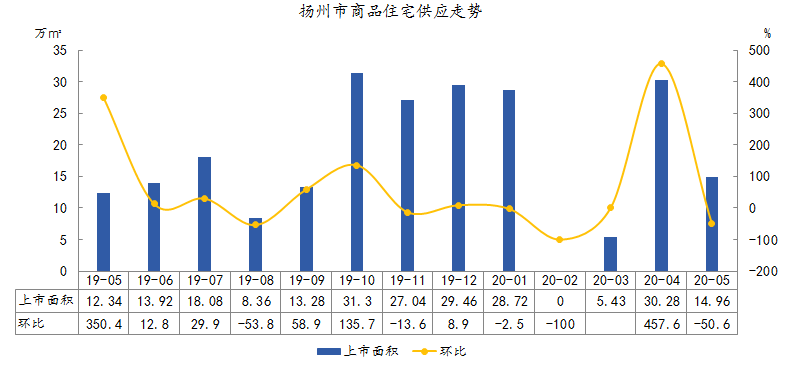 扬州市商品住宅供应走势
万㎡ %
35 500
30 400
25 300
20 200
15 100
10 0
5 -100
0 -200
19-05 19-06 19-07 19-08 19-09 19-10 19-11 19-12 20-01 20-02 20-03 20-04 20-05
上市面积 12.34 13.92 18.08 8.36 13.28 31.3 27.04 29.46 28.72 0 5.43 30.28 14.96
环比 350.4 12.8 29.9 -53.8 58.9 135.7 -13.6 8.9 -2.5 -100 457.6 -50.6
上市面积 环比